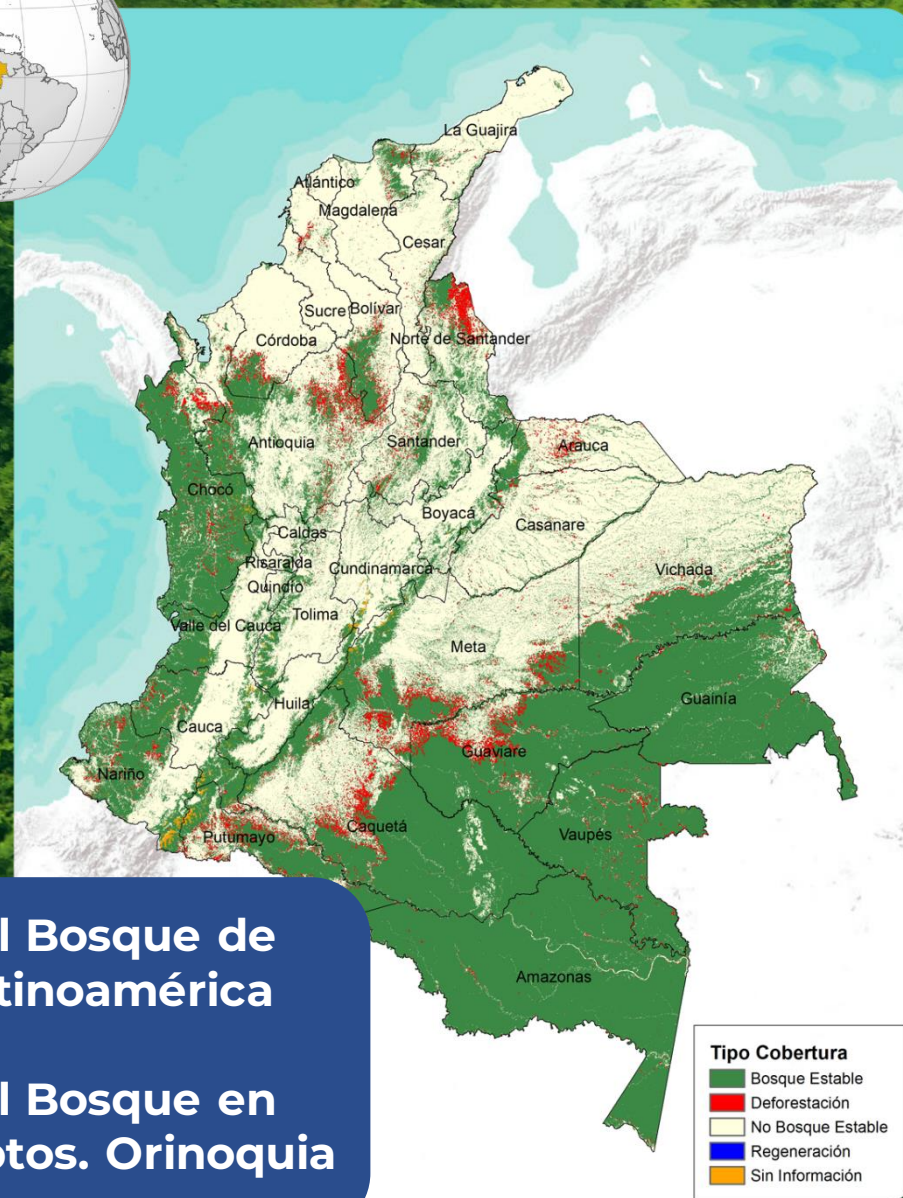 La Guajira
Atlántico
Magdalena
Cesar
Sucre
Bolívar
Norte de Santander
Córdoba
Antioquia
Santander
Arauca
Chocó
Boyacá
Casanare
Caldas
Risaralda
Cundinamarca
Vichada
Quindío
Tolima
Valle del Cauca
Meta
Huila
Guainía
Cauca
Guaviare
Nariño
Putumayo
Caquetá
Vaupés
Amazonas
l Bosque de
tinoamérica
l Bosque en
otos. Orinoquia
Tipo Cobertura
Bosque Estable
Deforestación
No Bosque Estable
Regeneración
Sin Información